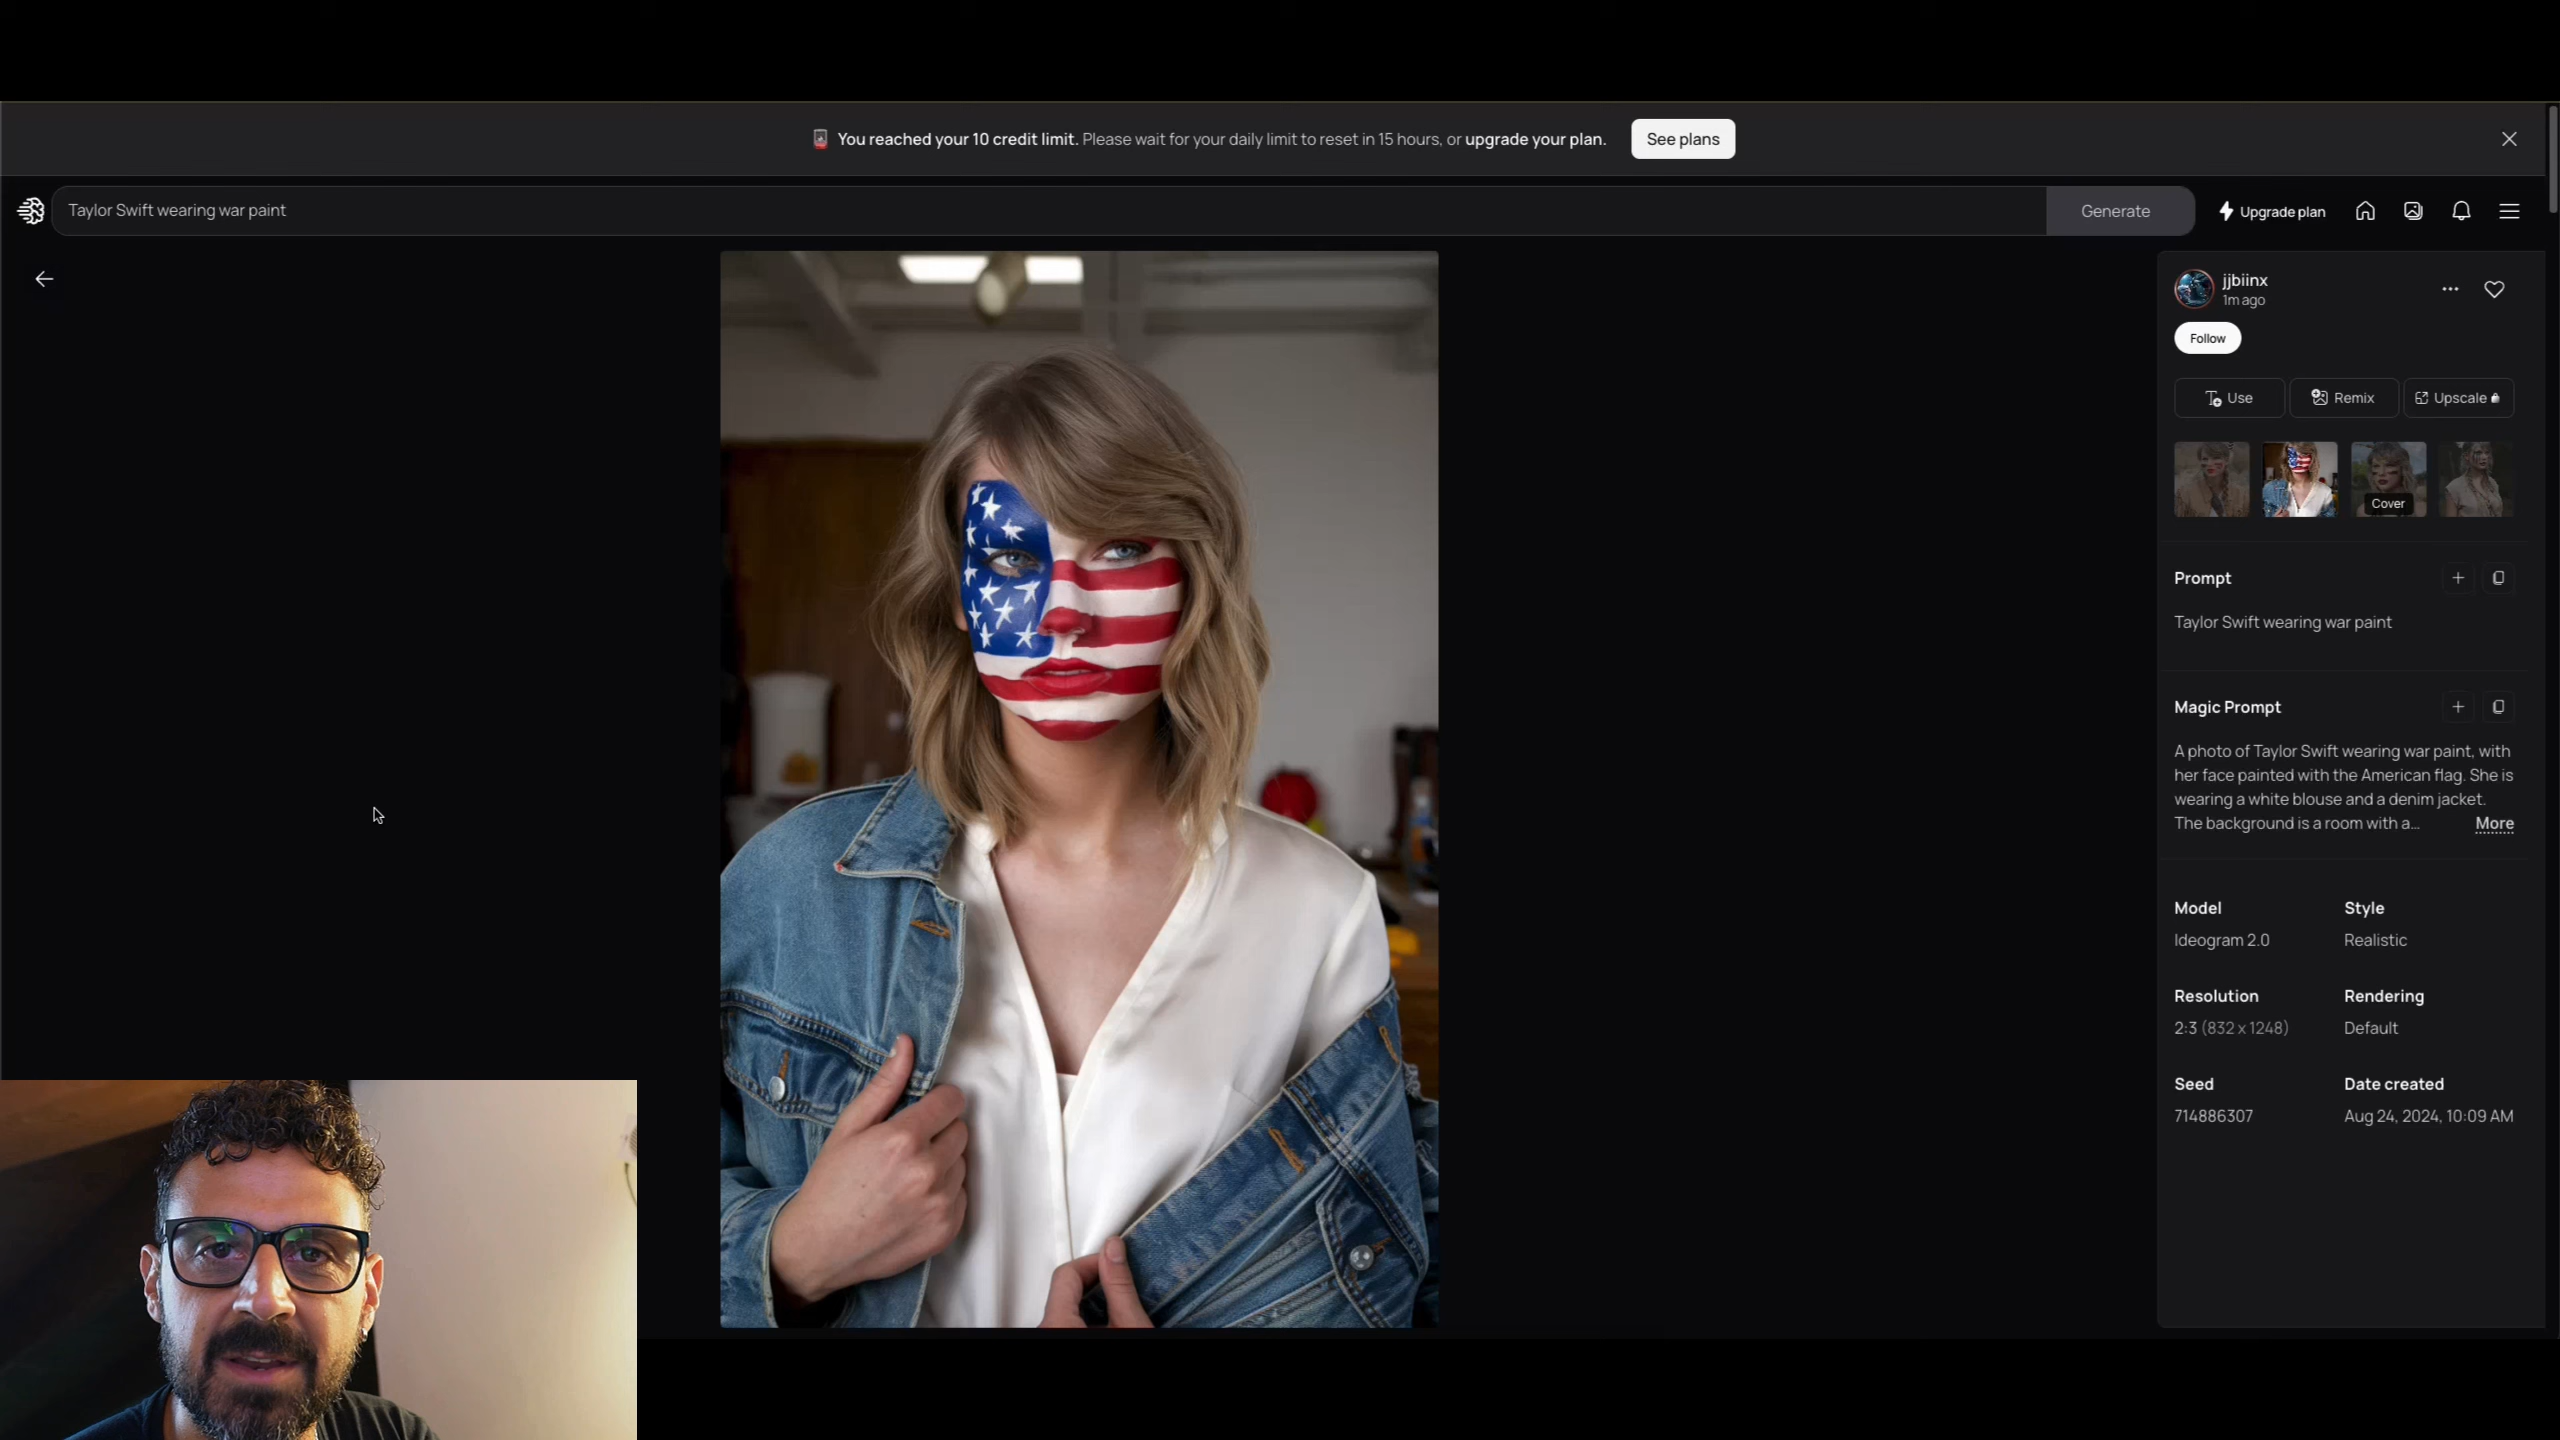 You reached your 10 credit limit. Please wait for your daily limit to reset in 15 hours, or upgrade your plan.
See plans
Taylor Swift wearing war paint
Generate
Upgrade plan
jjbiinx
1m ago
Follow
Use
Remix
Upscale
Cover
Prompt
Taylor Swift wearing war paint
Magic Prompt
A photo of Taylor Swift wearing war paint, with
her face painted with the American flag. She is
wearing a white blouse and a denim jacket.
The background is a room with a... More
Model
Style
Ideogram 2.0
Realistic
Resolution
Rendering
2:3 (832 x 1248)
Default
Seed
Date created
714886307
Aug 24, 2024, 10:09 AM